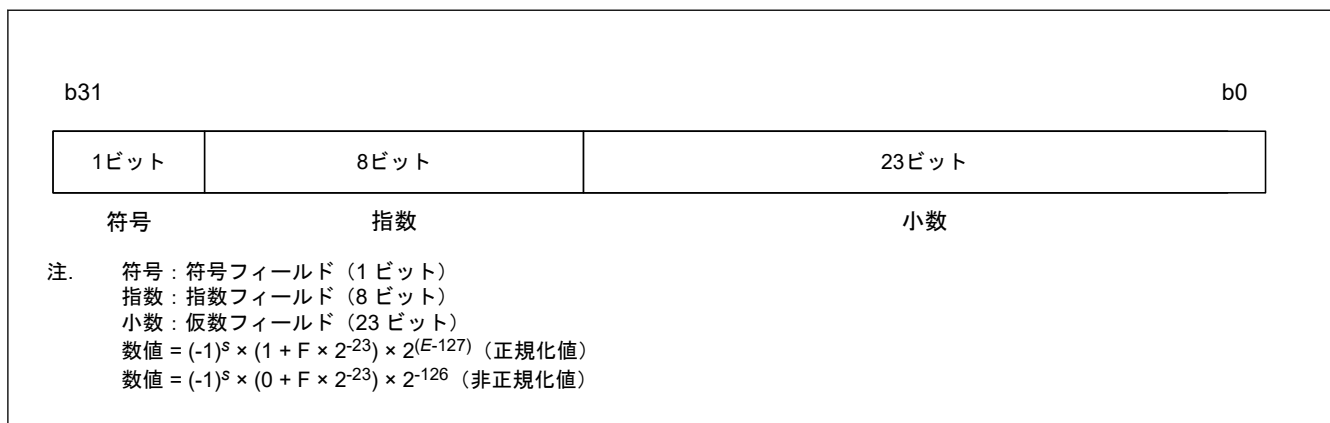 b31 b0
1ビット 8ビット 23ビット
符号 指数 小数
注. 符号：符号フィールド（1 ビット）
指数：指数フィールド（8 ビット）
小数：仮数フィールド（23 ビット）
数値 = (-1)^s × (1 + F × 2^-23) × 2^(E-127)（正規化値）
数値 = (-1)^s × (0 + F × 2^-23) × 2^-126（非正規化値）